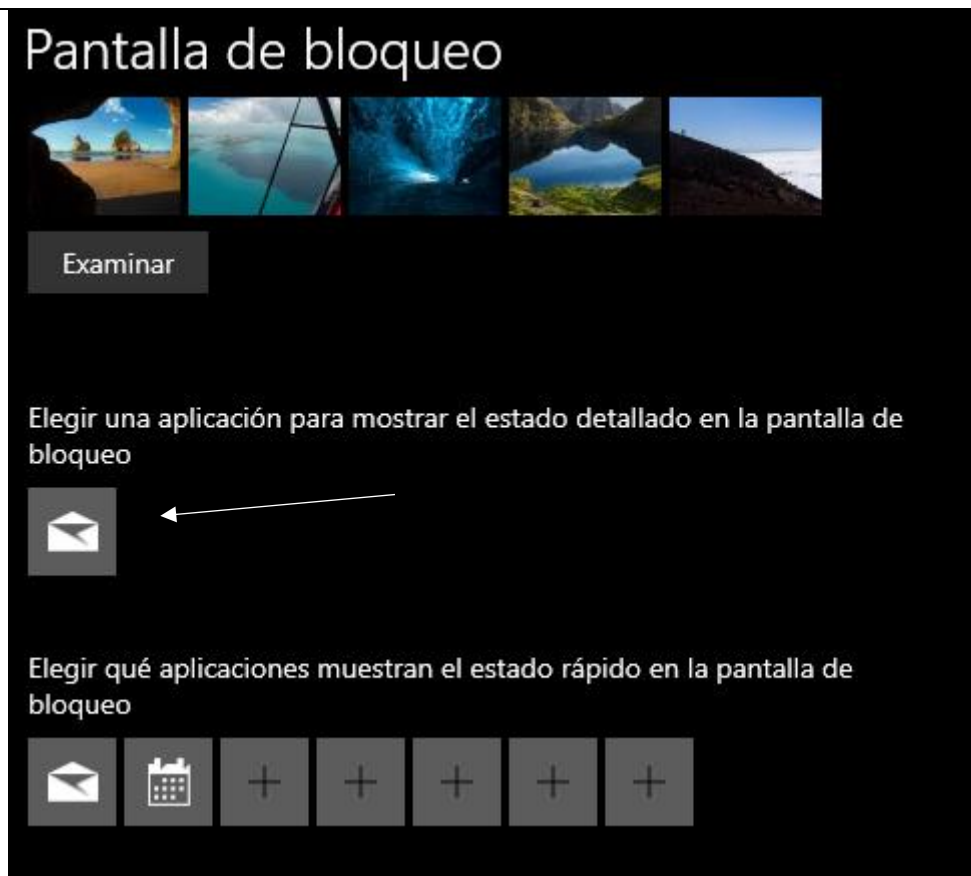 Pantalla de bloqueo
Examinar
Elegir una aplicación para mostrar el estado detallado en la pantalla de
bloqueo
Elegir qué aplicaciones muestran el estado rápido en la pantalla de
bloqueo